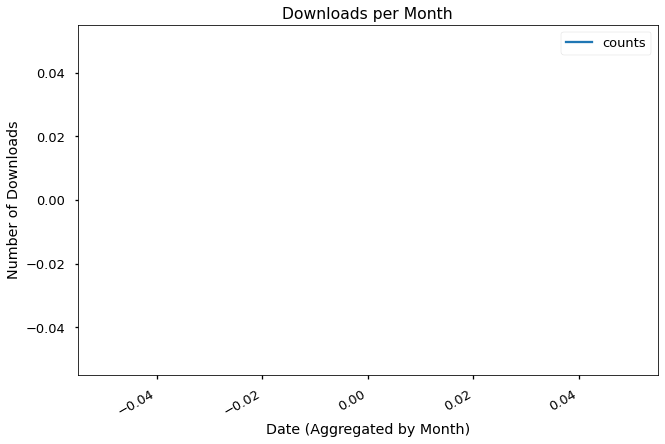 Downloads per Month
counts
0.04
0.02
0.00
−0.02
−0.04
Number of Downloads
−0.04
−0.02
0.00
0.02
0.04
Date (Aggregated by Month)